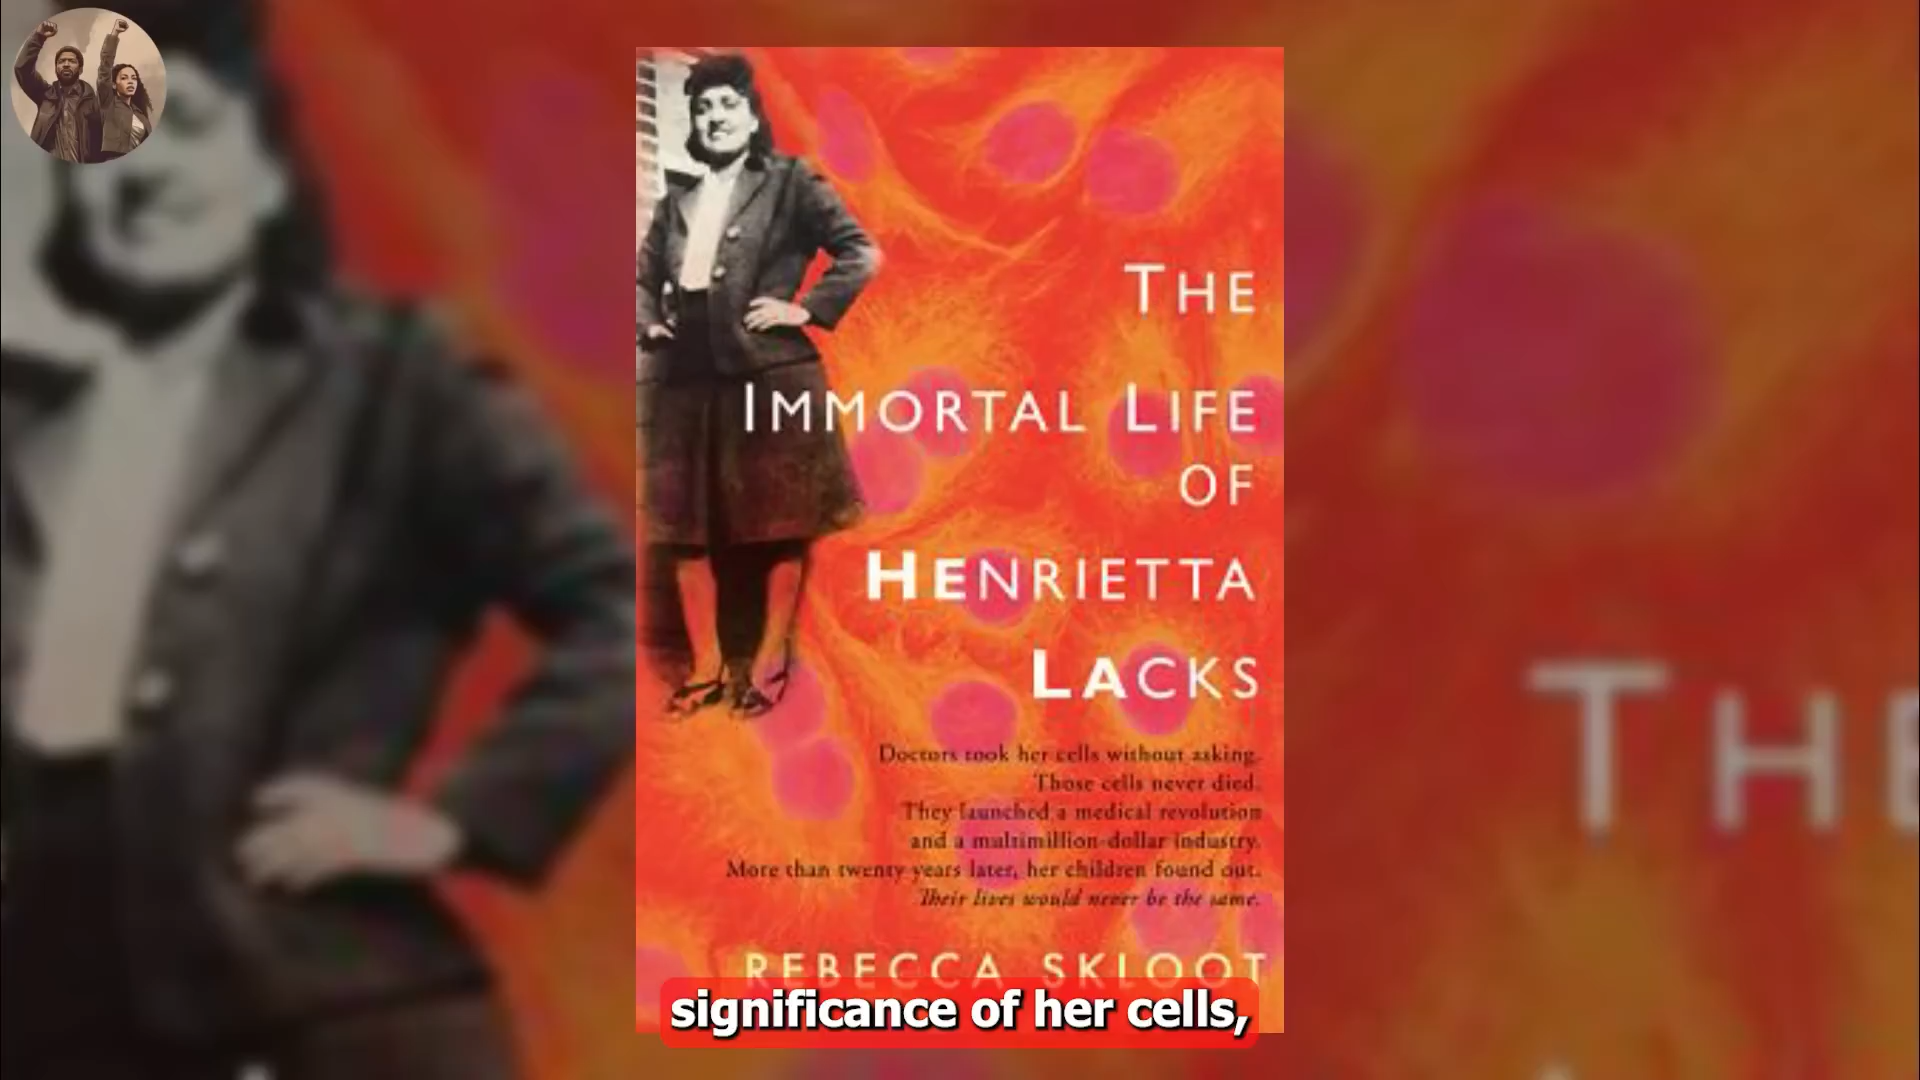 THE
IMMORTAL LIFE
OF
HENRIETTA
LACKS
Doctors took her cells without asking.
Those cells never died.
They launched a medical revolution
and a multimillion-dollar industry.
More than twenty years later, her children found out.
Their lives would never be the same.
REBECCA SKLOOT
significance of her cells,
THE